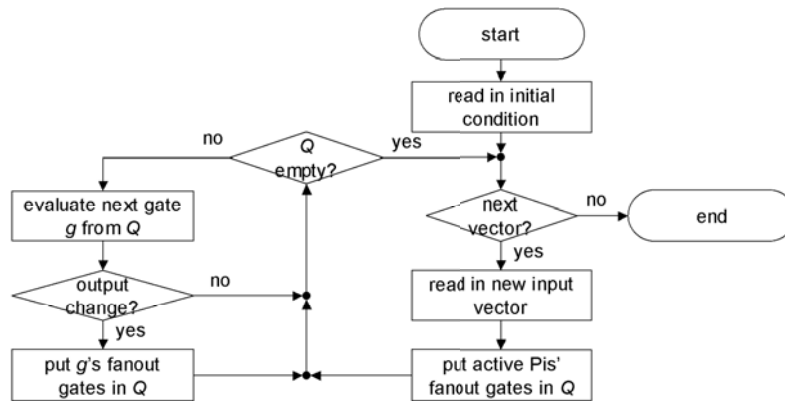 start
read in initial
condition
Q
empty?
no
yes
evaluate next gate
g from Q
next
vector?
no
end
yes
output
change?
no
yes
read in new input
vector
put g's fanout
gates in Q
put active Pis'
fanout gates in Q